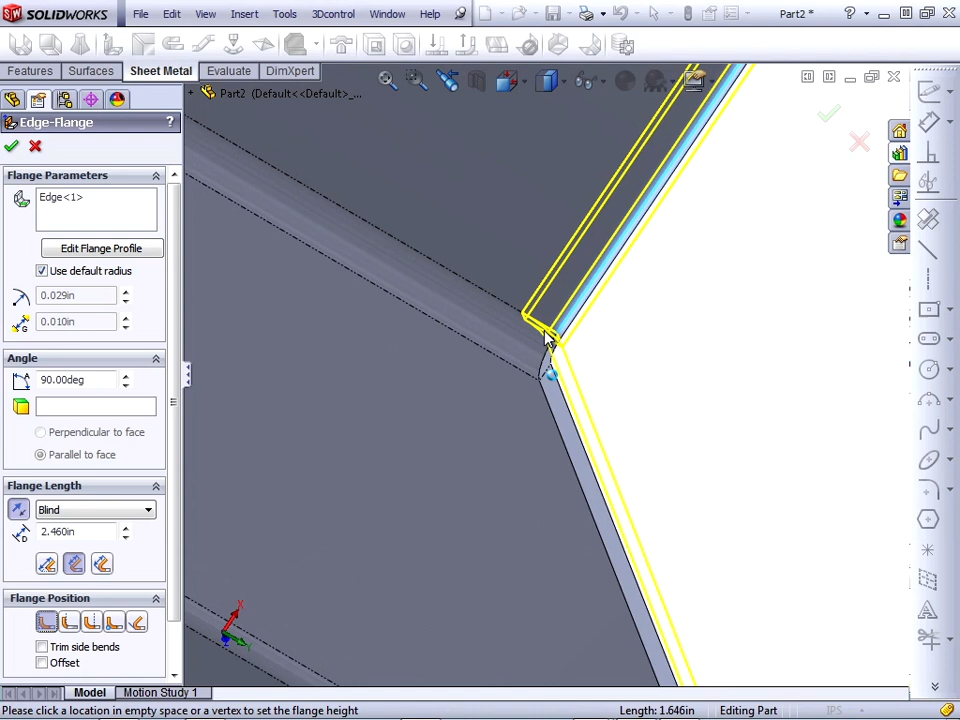 SOLIDWORKS File Edit View Insert Tools 3Dcontrol Window Help Part2 *
Features Surfaces Sheet Metal Evaluate DimXpert
Part2 (Default<<Default>_...
Edge-Flange ?
Flange Parameters
Edge<1>
Edit Flange Profile
Use default radius
0.029in
0.010in
Angle
90.00deg
Perpendicular to face
Parallel to face
Flange Length
Blind
2.460in
Flange Position
Trim side bends
Offset
X
Y
Model Motion Study 1
Please click a location in empty space or a vertex to set the flange height Length: 1.646in Editing Part IPS